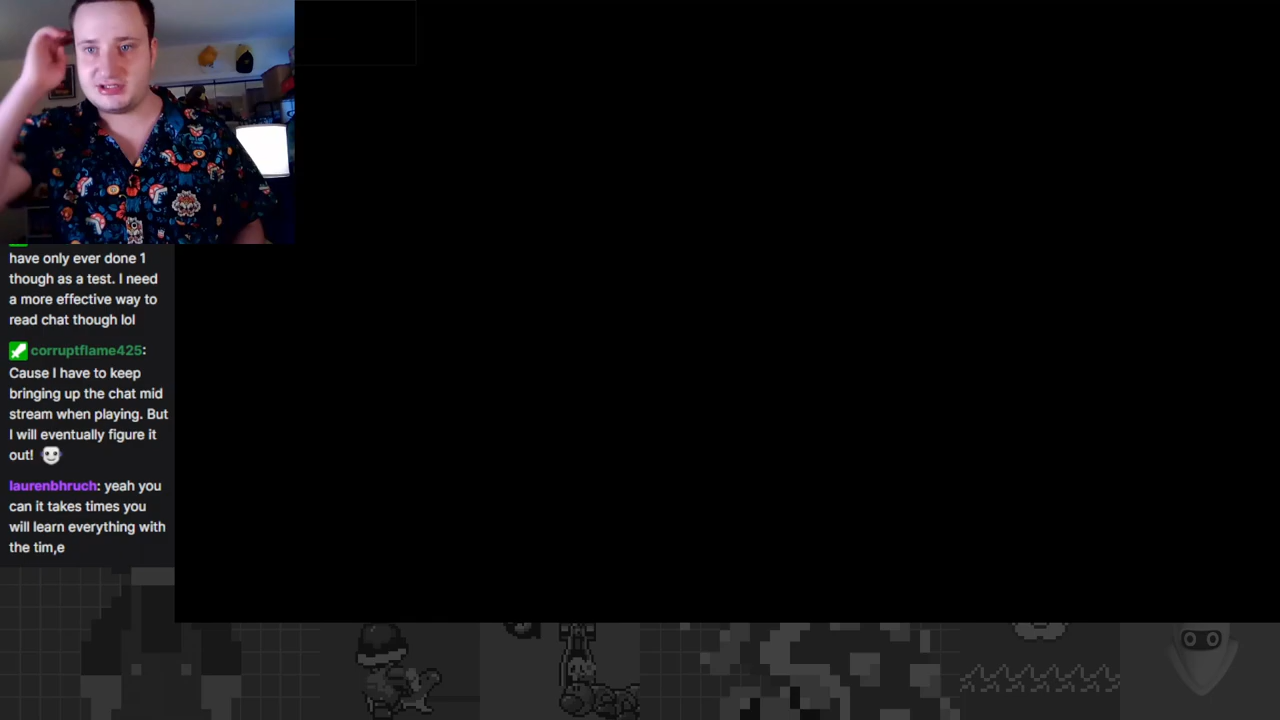 have only ever done 1
though as a test. I need
a more effective way to
read chat though lol
corruptflame425:
Cause I have to keep
bringing up the chat mid
stream when playing. But
I will eventually figure it
out!
laurenbhruch: yeah you
can it takes times you
will learn everything with
the tim,e